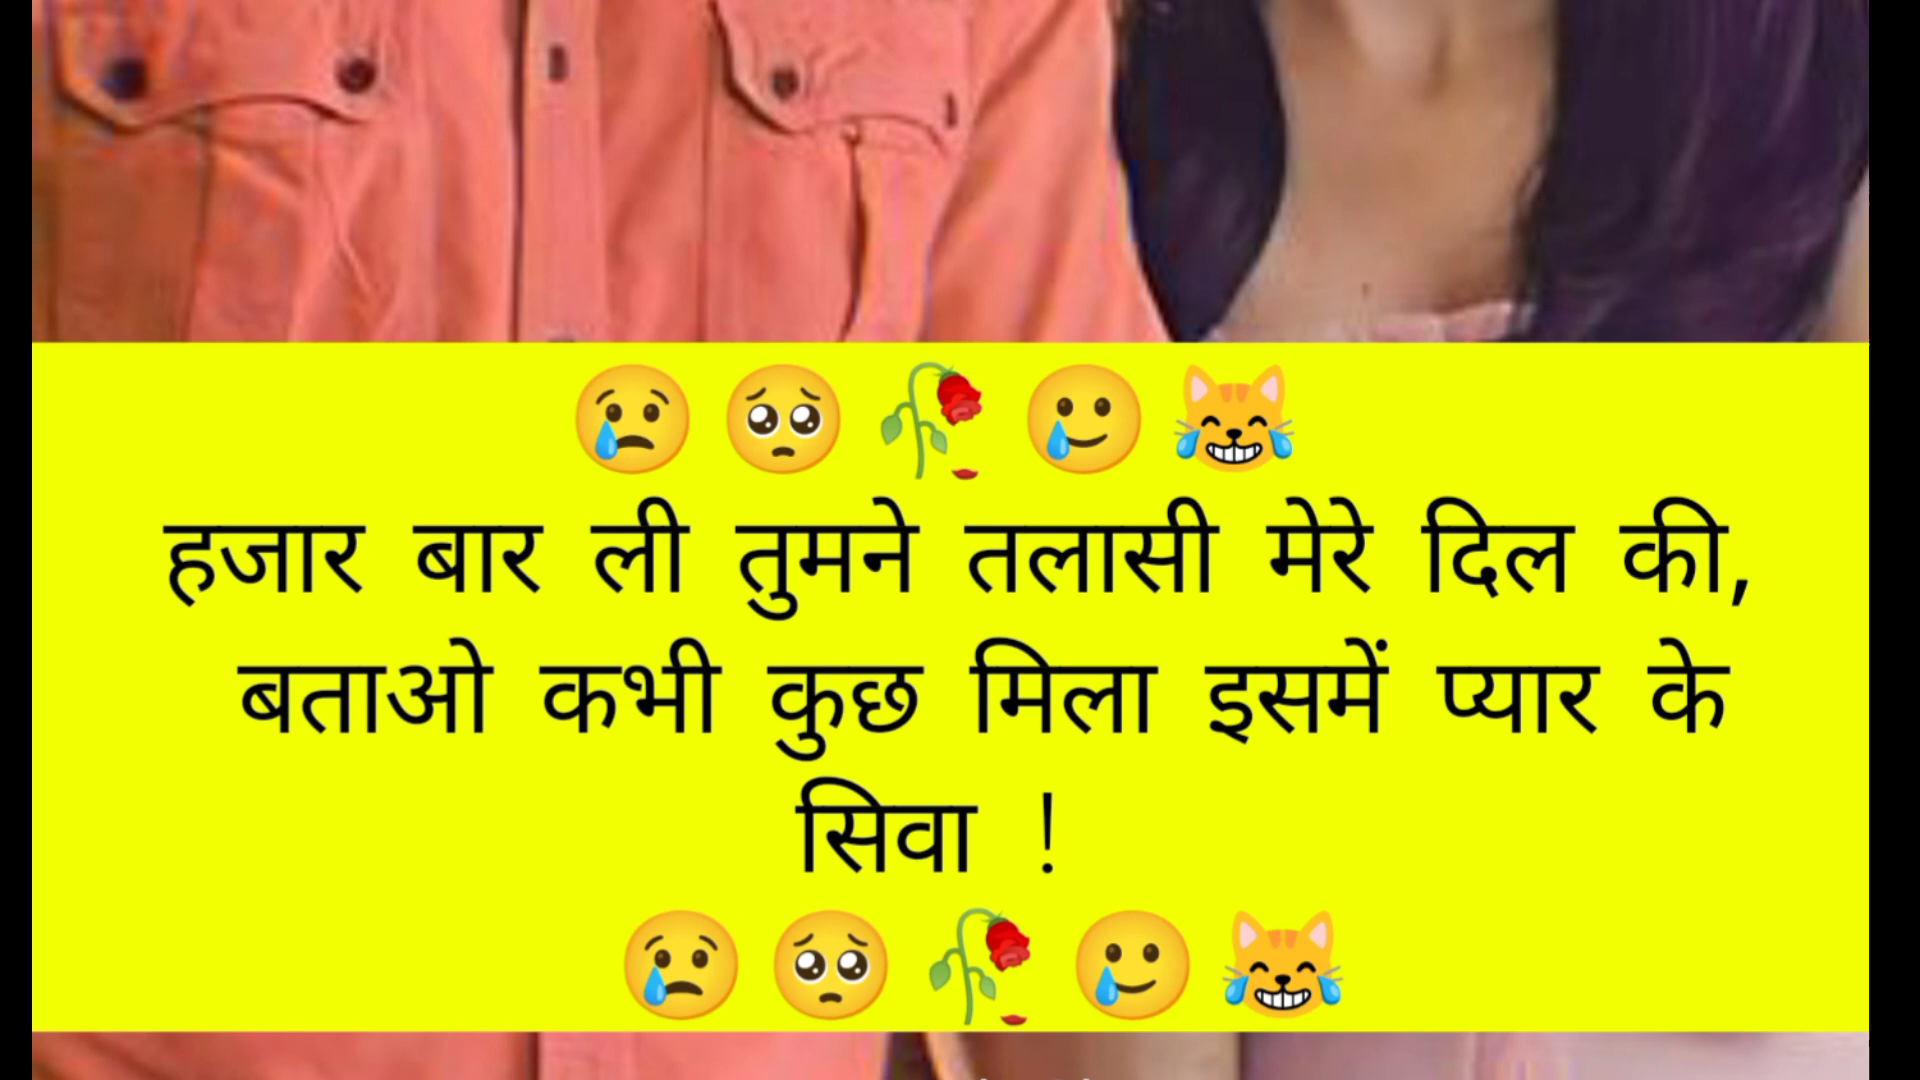 😢 🥺 🥀 🥲 😹
हजार बार ली तुमने तलासी मेरे दिल की,
बताओ कभी कुछ मिला इसमें प्यार के
सिवा !
😢 🥺 🥀 🥲 😹